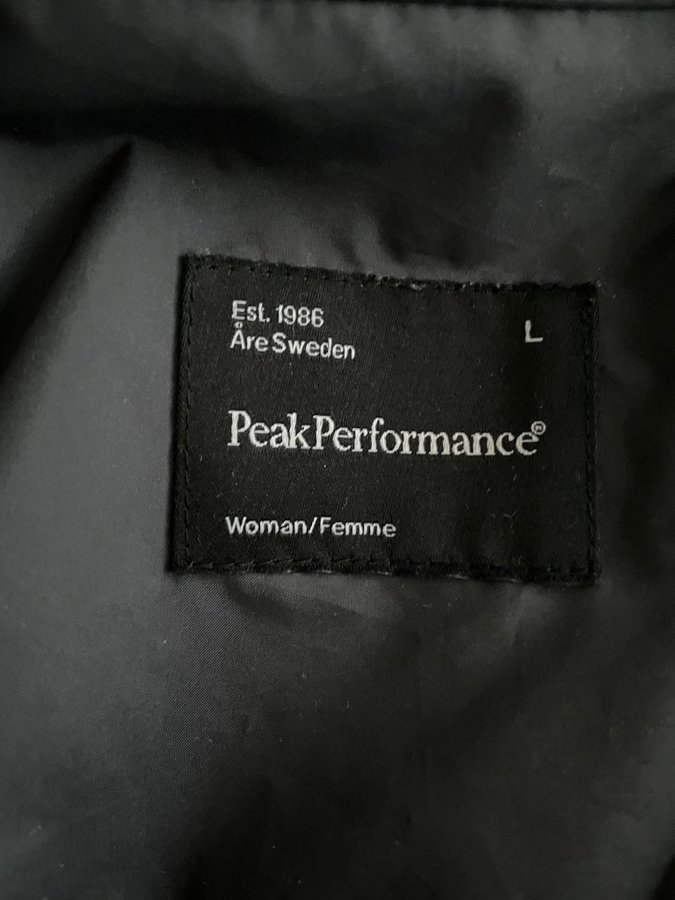 Est. 1986
Åre Sweden
L
PeakPerformance®
Woman/Femme